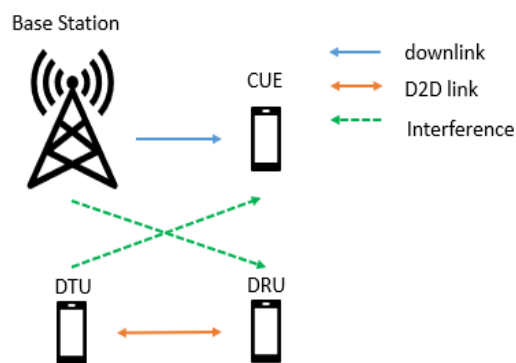 Base Station
CUE
downlink
D2D link
Interference
DTU
DRU